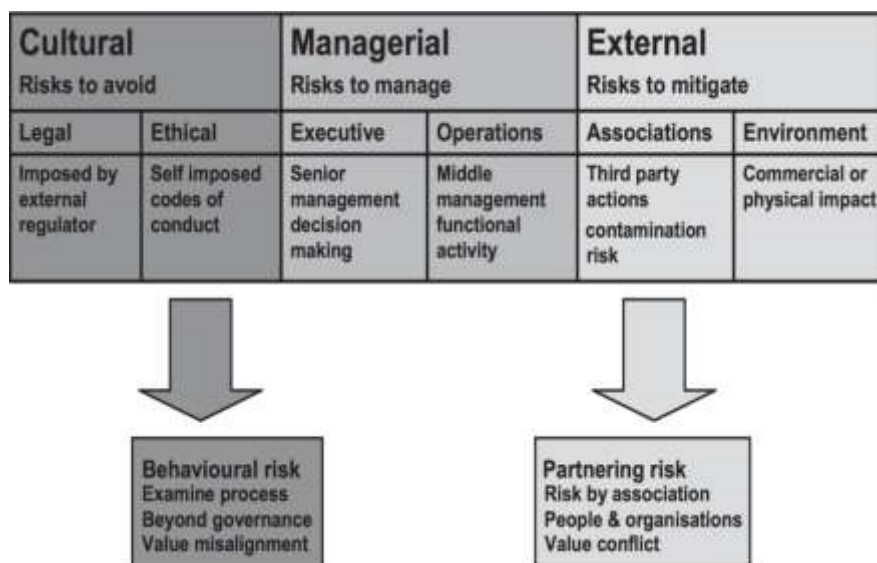 Cultural
Risks to avoid
Managerial
Risks to manage
External
Risks to mitigate
Legal
Ethical
Executive
Operations
Associations
Environment
Imposed by
external
regulator
Self imposed
codes of
conduct
Senior
management
decision
making
Middle
management
functional
activity
Third party
actions
contamination
risk
Commercial or
physical impact
Behavioural risk
Examine process
Beyond governance
Value misalignment
Partnering risk
Risk by association
People & organisations
Value conflict